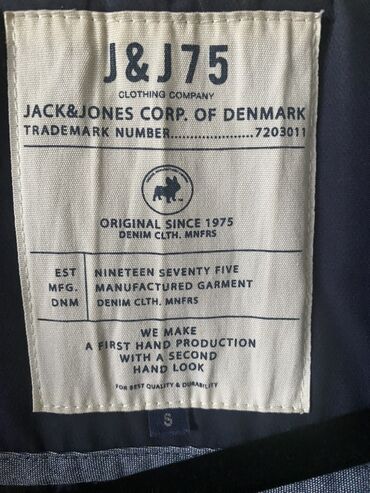 J & J 75
CLOTHING COMPANY
JACK&JONES CORP. OF DENMARK
TRADEMARK NUMBER......................7203011
ORIGINAL SINCE 1975
DENIM CLTH. MNFRS
EST NINETEEN SEVENTY FIVE
MFG. MANUFACTURED GARMENT
DNM DENIM CLTH. MNFRS
WE MAKE
A FIRST HAND PRODUCTION
WITH A SECOND
HAND LOOK
FOR BEST QUALITY & DURABILITY
S